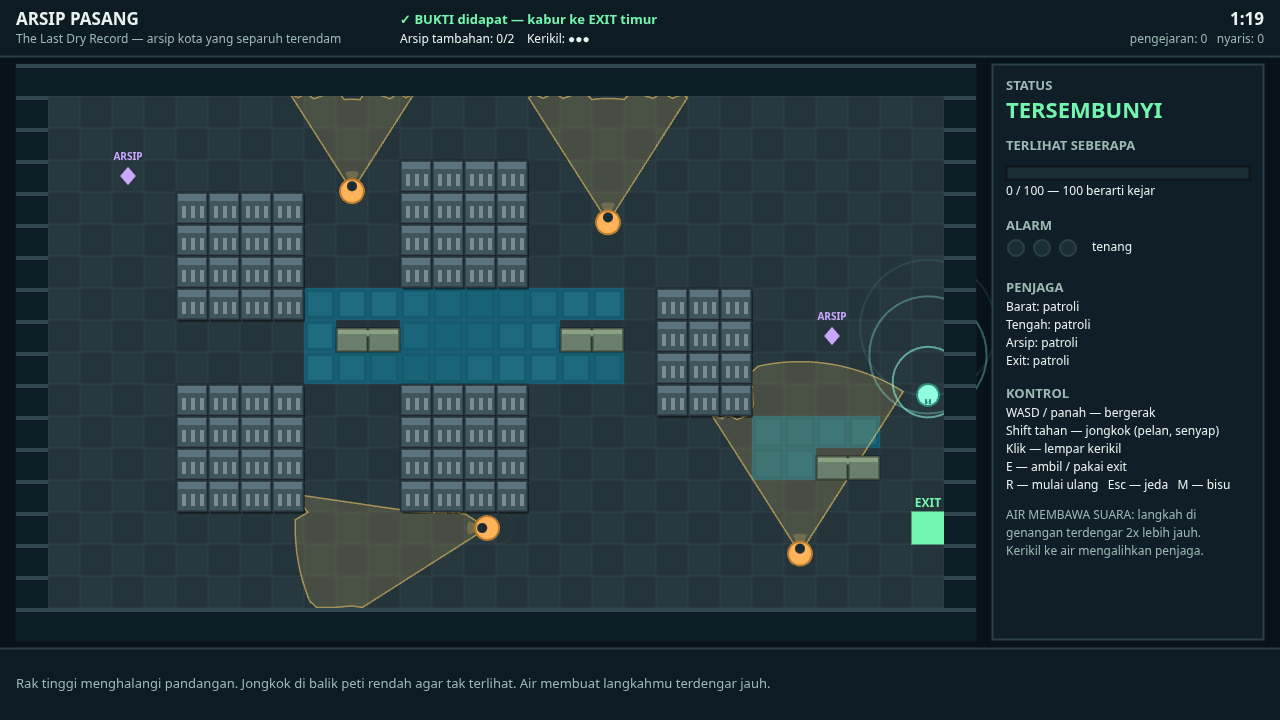 ARSIP PASANG
The Last Dry Record — arsip kota yang separuh terendam
✓ BUKTI didapat — kabur ke EXIT timur
Arsip tambahan: 0/2 Kerikil: ●●●
1:19
pengejaran: 0 nyaris: 0
ARSIP
ARSIP
EXIT
STATUS
TERSEMBUNYI
TERLIHAT SEBERAPA
0 / 100 — 100 berarti kejar
ALARM
tenang
PENJAGA
Barat: patroli
Tengah: patroli
Arsip: patroli
Exit: patroli
KONTROL
WASD / panah — bergerak
Shift tahan — jongkok (pelan, senyap)
Klik — lempar kerikil
E — ambil / pakai exit
R — mulai ulang Esc — jeda M — bisu
AIR MEMBAWA SUARA: langkah di
genangan terdengar 2x lebih jauh.
Kerikil ke air mengalihkan penjaga.
Rak tinggi menghalangi pandangan. Jongkok di balik peti rendah agar tak terlihat. Air membuat langkahmu terdengar jauh.